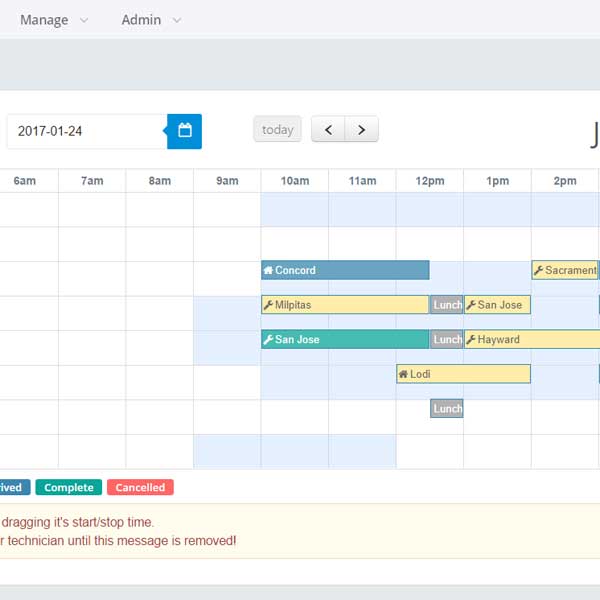 Manage Admin
2017-01-24 today J
6am 7am 8am 9am 10am 11am 12pm 1pm 2pm
Concord Sacrament
Milpitas Lunch San Jose
San Jose Lunch Hayward
Lodi
Lunch
ived Complete Cancelled
dragging it's start/stop time.
r technician until this message is removed!